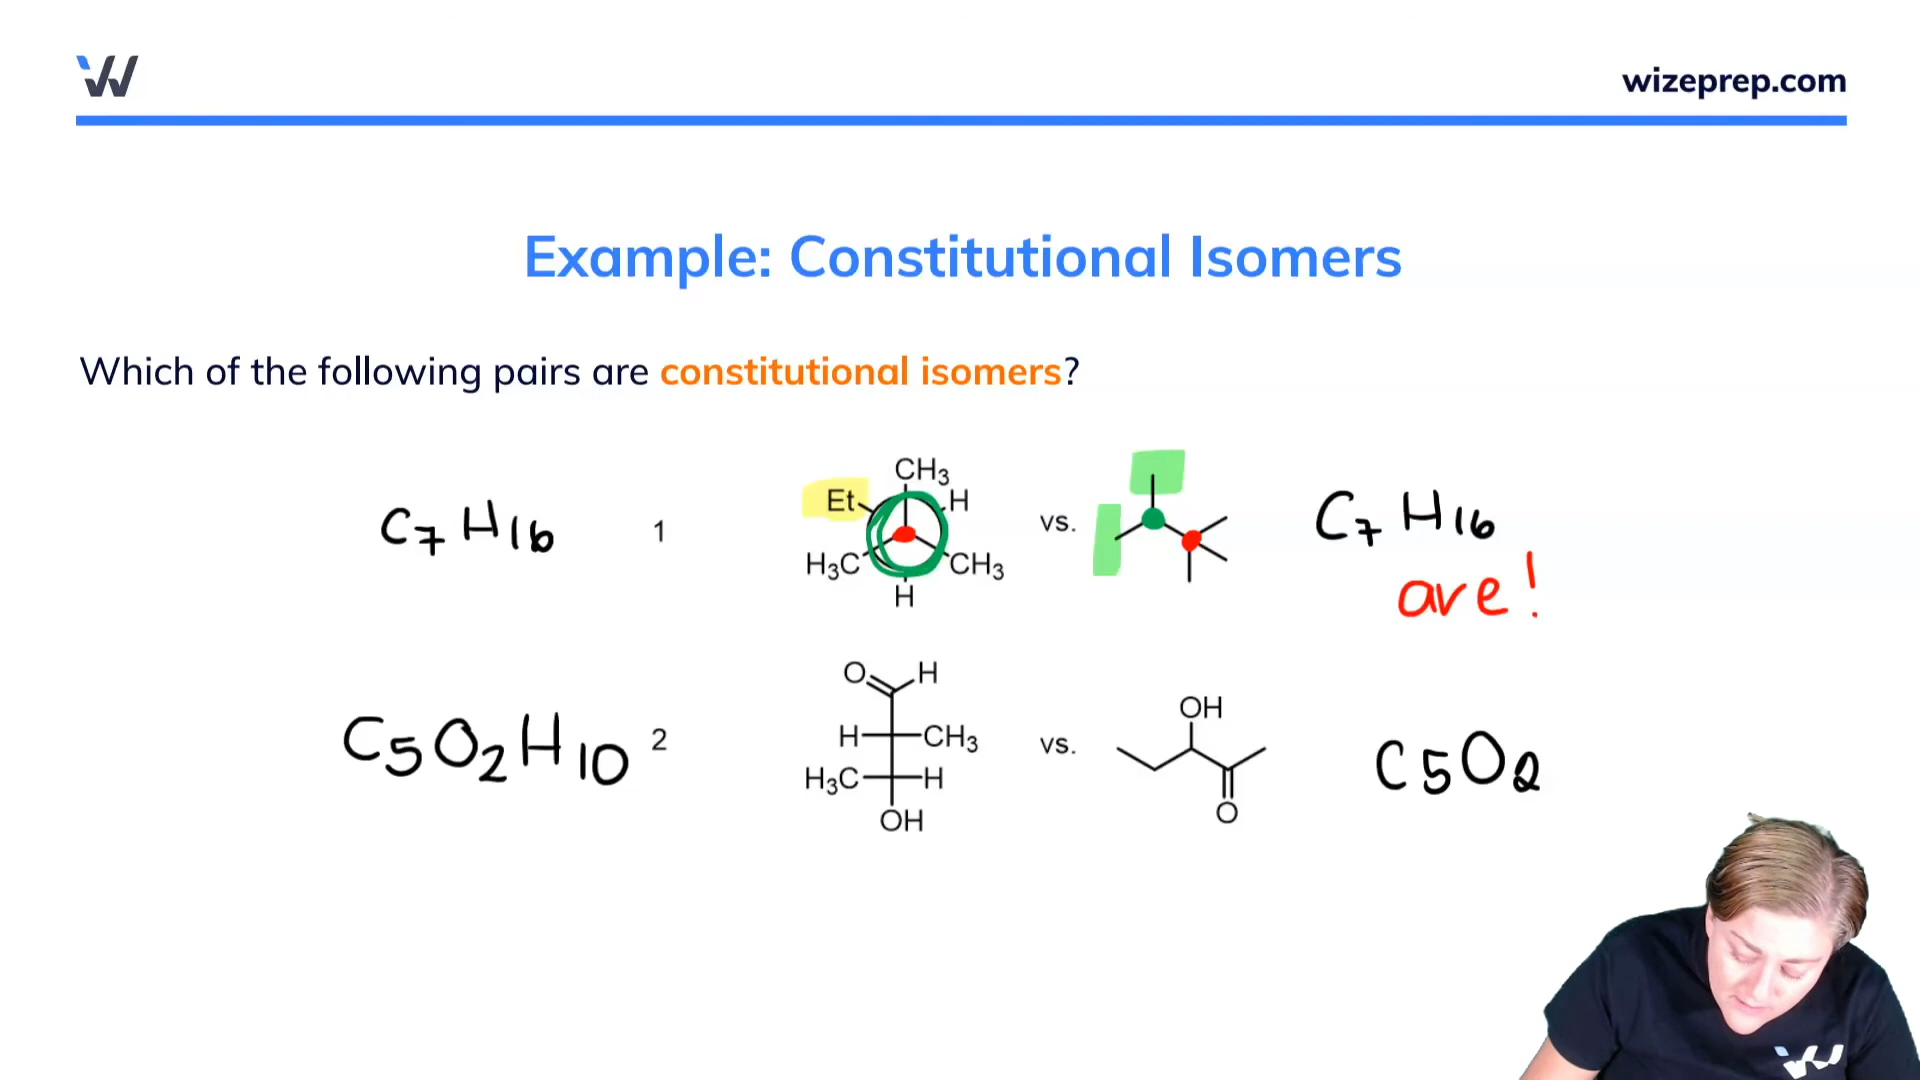 wizeprep.com
Example: Constitutional Isomers
Which of the following pairs are constitutional isomers?
C7H16
1
CH3
Et
H
H3C
CH3
H
vs.
C7H16
are!
C5O2H10
2
O
H
H
CH3
H3C
H
OH
vs.
OH
O
C5O2